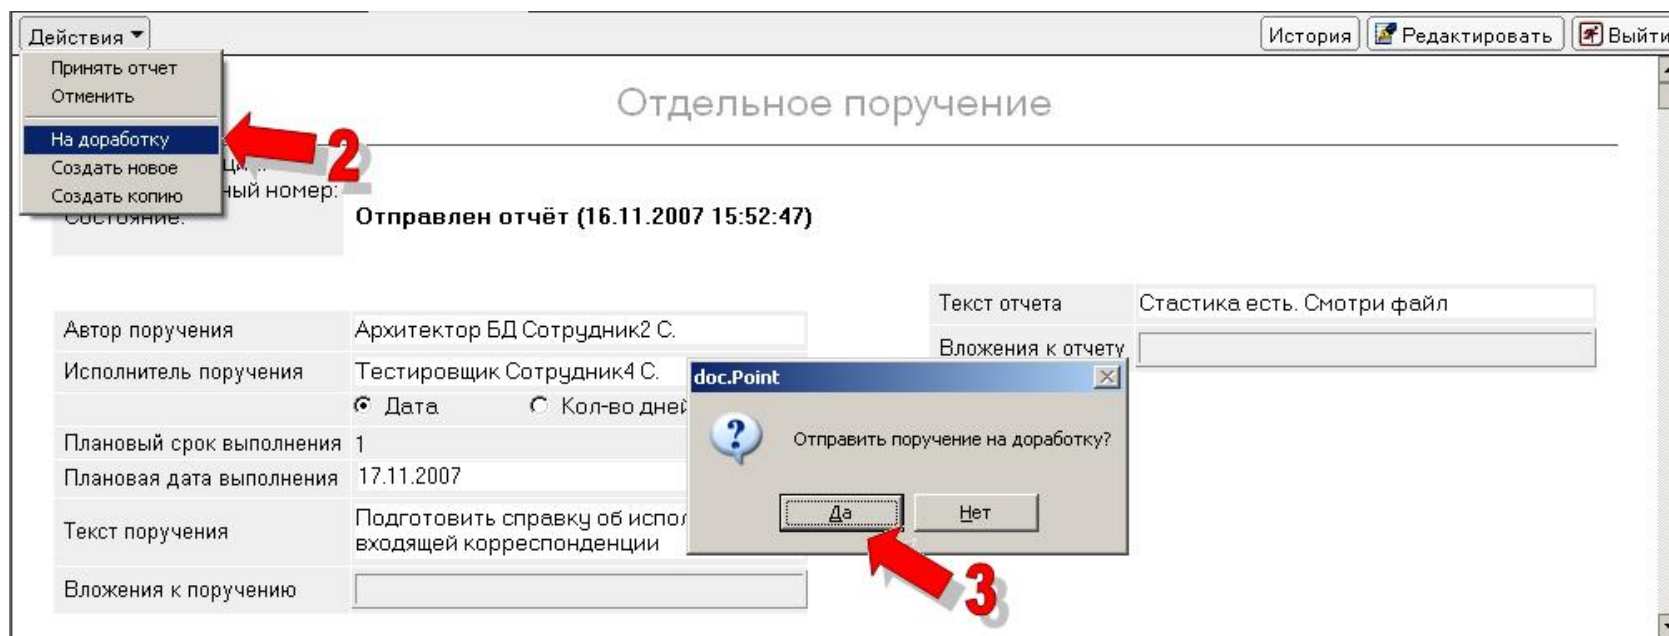 Действия
История
Редактировать
Выйти
Принять отчет
Отменить
На доработку
Создать новое
Создать копию
2
Отдельное поручение
ный номер:
Состояние:
Отправлен отчёт (16.11.2007 15:52:47)
Текст отчета
Стастика есть. Смотри файл
Вложения к отчету
Автор поручения
Архитектор БД Сотрудник2 С.
Исполнитель поручения
Тестировщик Сотрудник4 С.
Дата
Кол-во дней
Плановый срок выполнения
1
Плановая дата выполнения
17.11.2007
Текст поручения
Подготовить справку об испол
входящей корреспонденции
Вложения к поручению
doc.Point
Отправить поручение на доработку?
Да
Нет
3